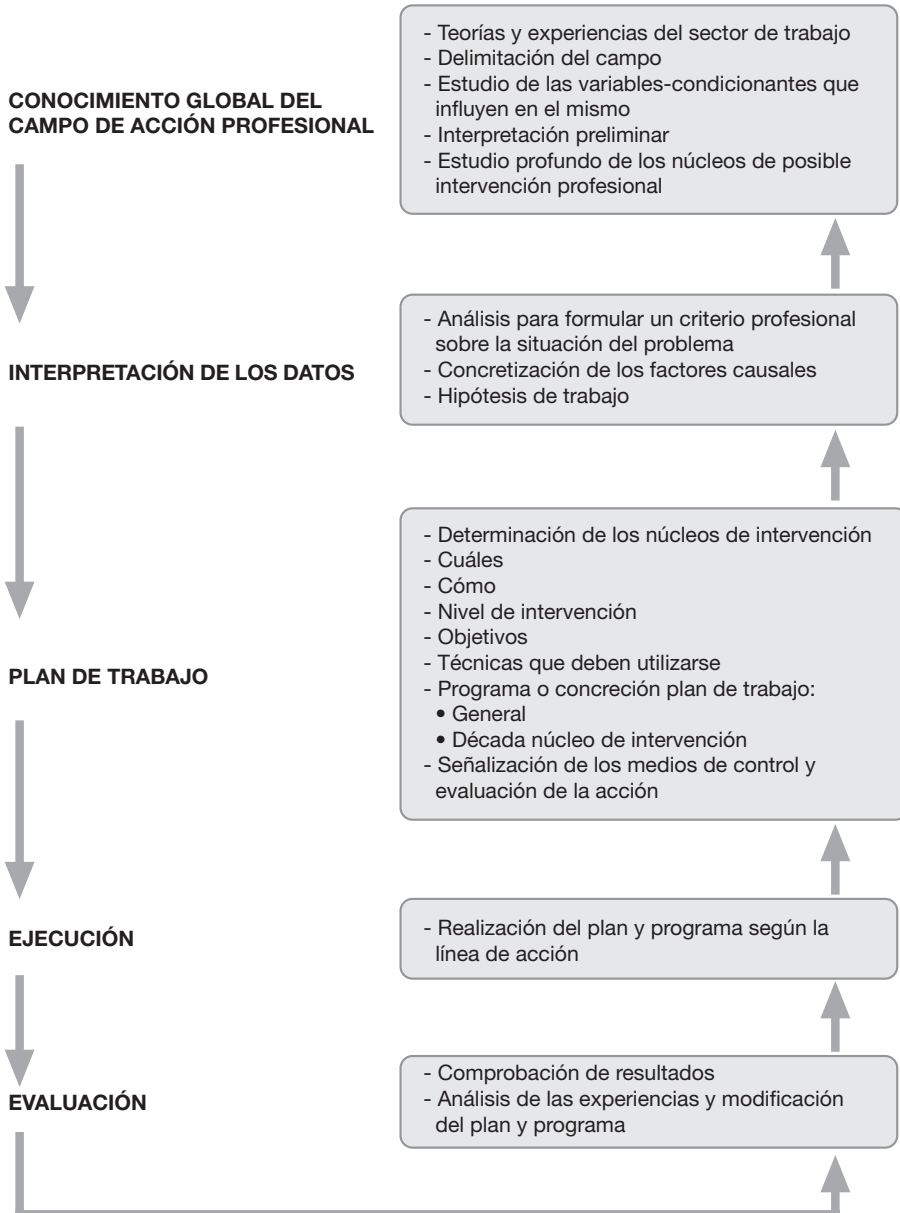 CONOCIMIENTO GLOBAL DEL
CAMPO DE ACCIÓN PROFESIONAL
- Teorías y experiencias del sector de trabajo
- Delimitación del campo
- Estudio de las variables-condicionantes que
influyen en el mismo
- Interpretación preliminar
- Estudio profundo de los núcleos de posible
intervención profesional
INTERPRETACIÓN DE LOS DATOS
- Análisis para formular un criterio profesional
sobre la situación del problema
- Concretización de los factores causales
- Hipótesis de trabajo
PLAN DE TRABAJO
- Determinación de los núcleos de intervención
- Cuáles
- Cómo
- Nivel de intervención
- Objetivos
- Técnicas que deben utilizarse
- Programa o concreción plan de trabajo:
• General
• Década núcleo de intervención
- Señalización de los medios de control y
evaluación de la acción
EJECUCIÓN
- Realización del plan y programa según la
línea de acción
EVALUACIÓN
- Comprobación de resultados
- Análisis de las experiencias y modificación
del plan y programa